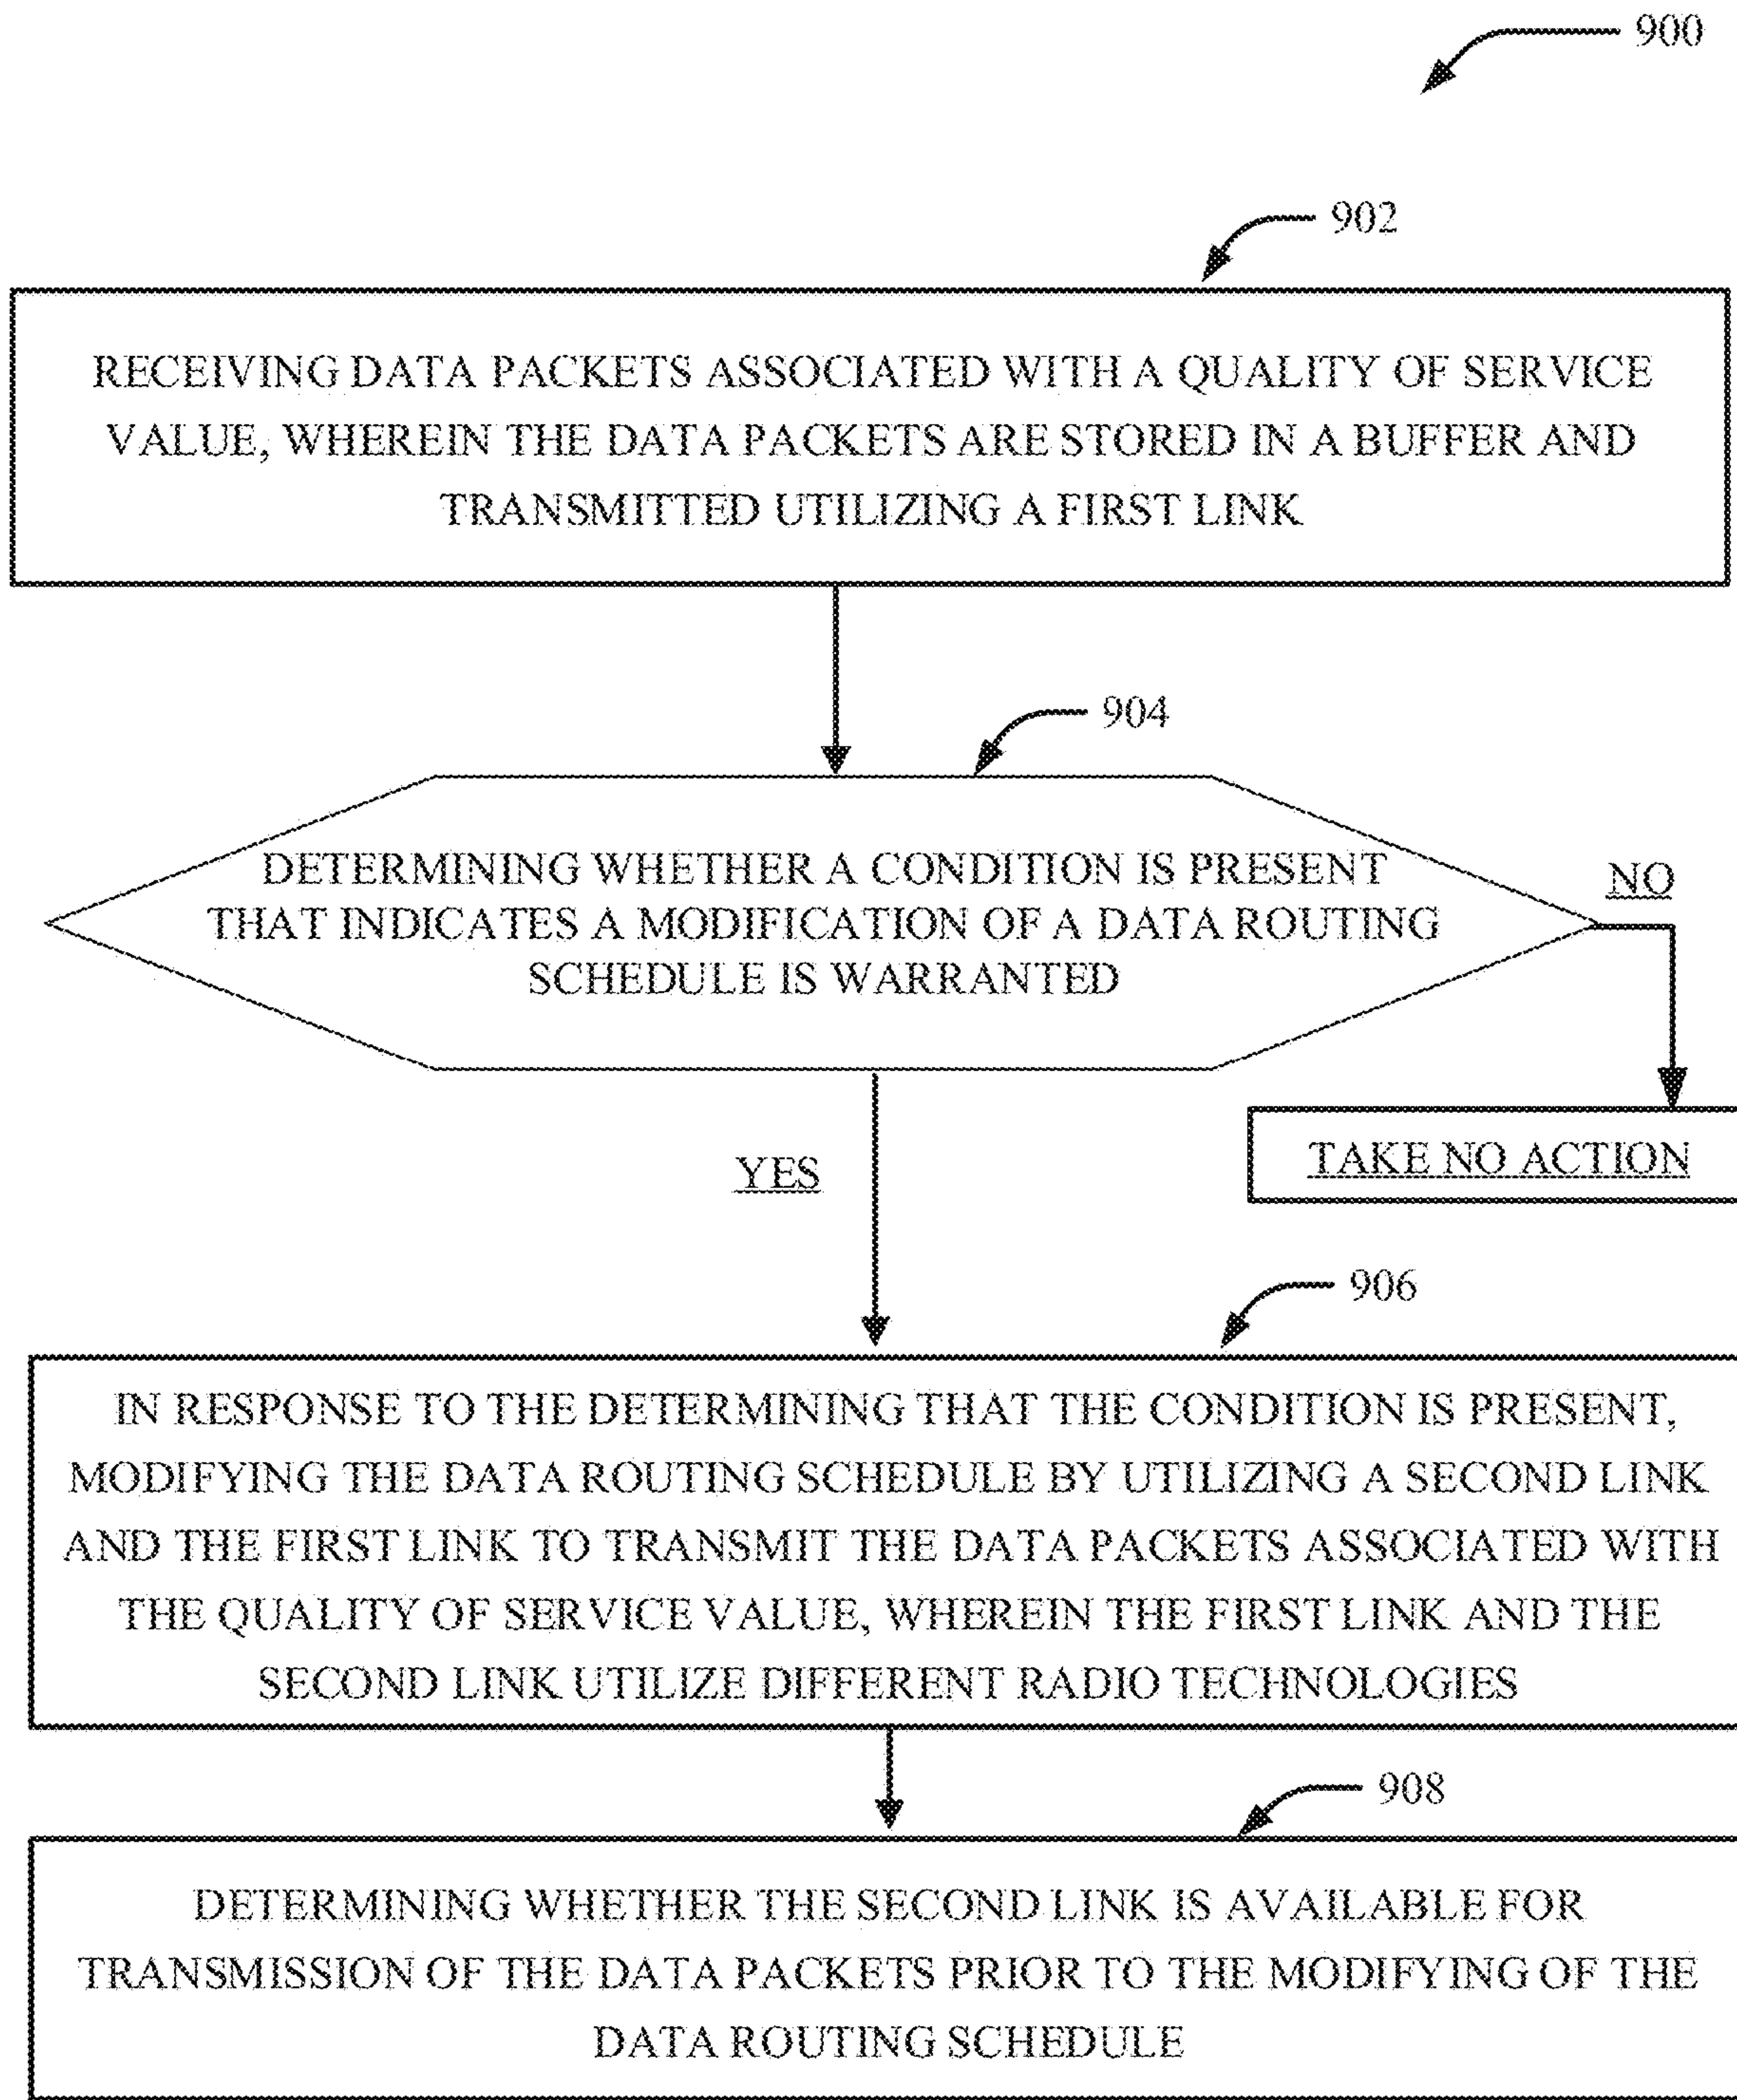 900
902
RECEIVING DATA PACKETS ASSOCIATED WITH A QUALITY OF SERVICE
VALUE, WHEREIN THE DATA PACKETS ARE STORED IN A BUFFER AND
TRANSMITTED UTILIZING A FIRST LINK
904
DETERMINING WHETHER A CONDITION IS PRESENT
THAT INDICATES A MODIFICATION OF A DATA ROUTING
SCHEDULE IS WARRANTED
NO
TAKE NO ACTION
YES
906
IN RESPONSE TO THE DETERMINING THAT THE CONDITION IS PRESENT,
MODIFYING THE DATA ROUTING SCHEDULE BY UTILIZING A SECOND LINK
AND THE FIRST LINK TO TRANSMIT THE DATA PACKETS ASSOCIATED WITH
THE QUALITY OF SERVICE VALUE, WHEREIN THE FIRST LINK AND THE
SECOND LINK UTILIZE DIFFERENT RADIO TECHNOLOGIES
908
DETERMINING WHETHER THE SECOND LINK IS AVAILABLE FOR
TRANSMISSION OF THE DATA PACKETS PRIOR TO THE MODIFYING OF THE
DATA ROUTING SCHEDULE